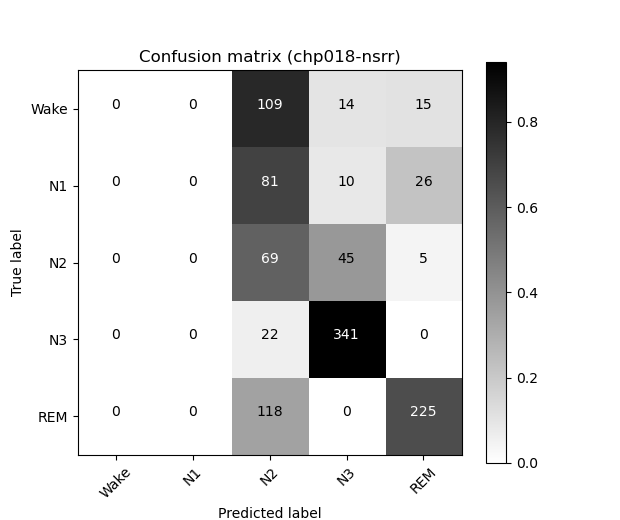 Confusion matrix (chp018-nsrr)
Wake 0 0 109 14 15
N1 0 0 81 10 26
N2 0 0 69 45 5
N3 0 0 22 341 0
REM 0 0 118 0 225
Wake N1 N2 N3 REM
True label
Predicted label
0.8
0.6
0.4
0.2
0.0